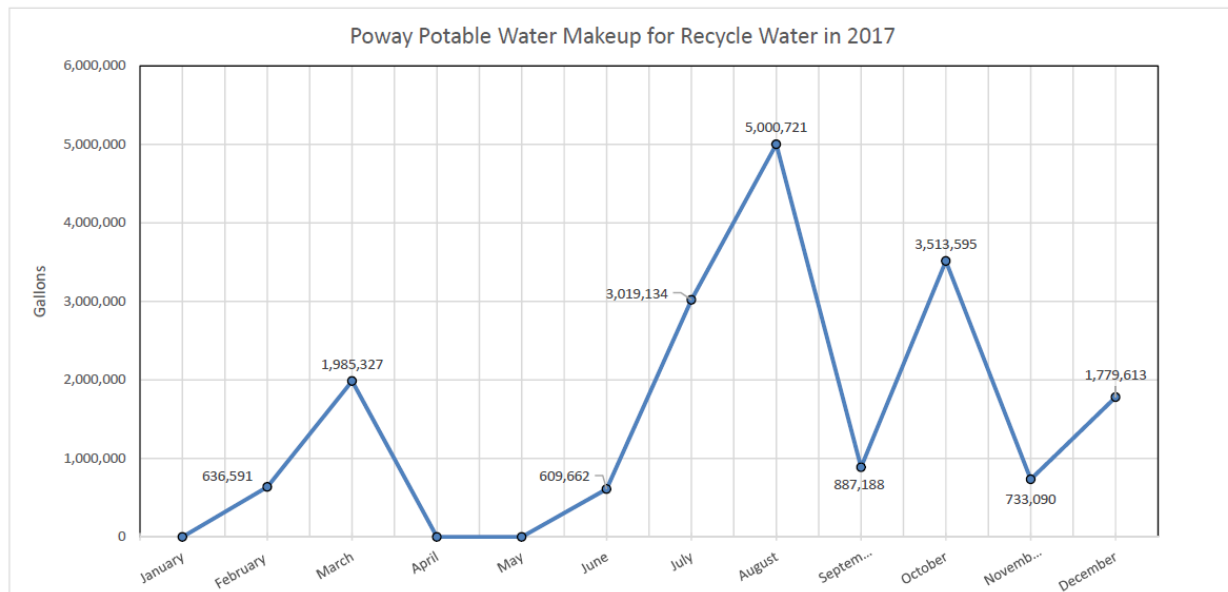 Poway Potable Water Makeup for Recycle Water in 2017
6,000,000
5,000,000
4,000,000
3,000,000
2,000,000
1,000,000
0
Gallons
636,591
1,985,327
609,662
3,019,134
5,000,721
887,188
3,513,595
733,090
1,779,613
January
February
March
April
May
June
July
August
Septem...
October
Novemb...
December